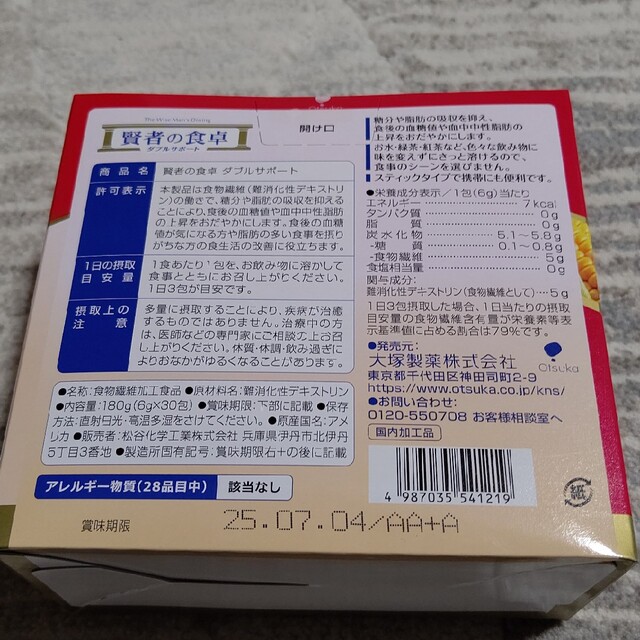 The Wise Man's Dining
賢者の食卓
ダブルサポート
開け口
糖分や脂肪の吸収を抑え、
食後の血糖値や血中中性脂肪の
上昇をおだやかにします。
お水・緑茶・紅茶など、色々な飲み物に
味を変えずにさっと溶けるので、
食事のシーンを選びません。
スティックタイプで携帯にも便利です。
商品名 賢者の食卓 ダブルサポート
許可表示 本製品は食物繊維(難消化性デキストリ
ン)の働きで、糖分や脂肪の吸収を抑える
ことにより、食後の血糖値や血中中性脂肪
の上昇をおだやかにします。食後の血糖
値が気になる方や脂肪の多い食事を摂り
がちな方の食生活の改善に役立ちます。
1日の摂取
目安量
1食あたり1包を、お飲み物に溶かして
食事とともにお召し上がりください。
1日3包が目安です。
摂取上の
注意
多量に摂取することにより、疾病が治癒
するものではありません。治療中の方
は、医師などの専門家にご相談の上お召
し上がりください。体質・体調・飲み過ぎに
よりおなかがゆるくなることがあります。
●栄養成分表示/1包(6g)当たり
エネルギー 7kcal
タンパク質 0g
脂質 0g
炭水化物 5.1~5.8g
-糖質 0.1~0.8g
-食物繊維 5g
食塩相当量 0g
関与成分:
難消化性デキストリン(食物繊維として)…5g
1日3包摂取した場合、1日当たりの摂取
目安量の食物繊維含有量が栄養素等表
示基準値に占める割合は79%です。
●発売元:
大塚製薬株式会社
Otsuka
東京都千代田区神田司町2-9
https://www.otsuka.co.jp/kns/
●お問い合わせ:
0120-550708 お客様相談室へ
国内加工品
●名称:食物繊維加工食品 ●原材料名:難消化性デキストリン
●内容量:180g(6g×30包) ●賞味期限:下部に記載 ●保存
方法:直射日光・高温多湿をさけてください。 ●原産国名:アメ
リカ ●販売者:松谷化学工業株式会社 兵庫県伊丹市北伊丹
5丁目3番地 ●製造所固有記号:賞味期限右+の後に記載
アレルギー物質(28品目中) 該当なし
4 987035 541219
紙
賞味期限 25.07.04/AA+A